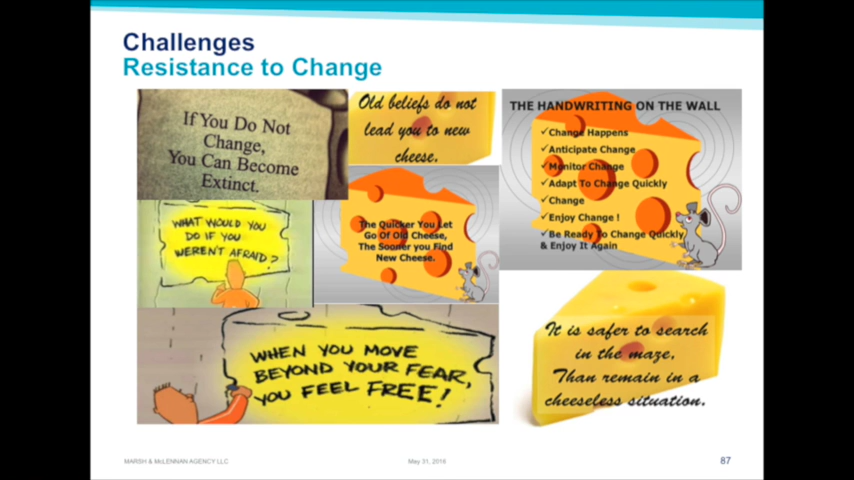 Challenges
Resistance to Change
If You Do Not
Change,
You Can Become
Extinct.
Old beliefs do not
lead you to new
cheese.
THE HANDWRITING ON THE WALL
✓Change Happens
✓Anticipate Change
✓Monitor Change
✓Adapt To Change Quickly
✓Change
✓Enjoy Change !
✓Be Ready To Change Quickly
& Enjoy It Again
WHAT WOULD YOU
DO IF YOU
WEREN'T AFRAID?
The Quicker You Let
Go Of Old Cheese,
The Sooner you Find
New Cheese.
WHEN YOU MOVE
BEYOND YOUR FEAR,
YOU FEEL FREE!
It is safer to search
in the maze,
Than remain in a
cheeseless situation.
MARSH & McLENNAN AGENCY LLC
May 31, 2016
87